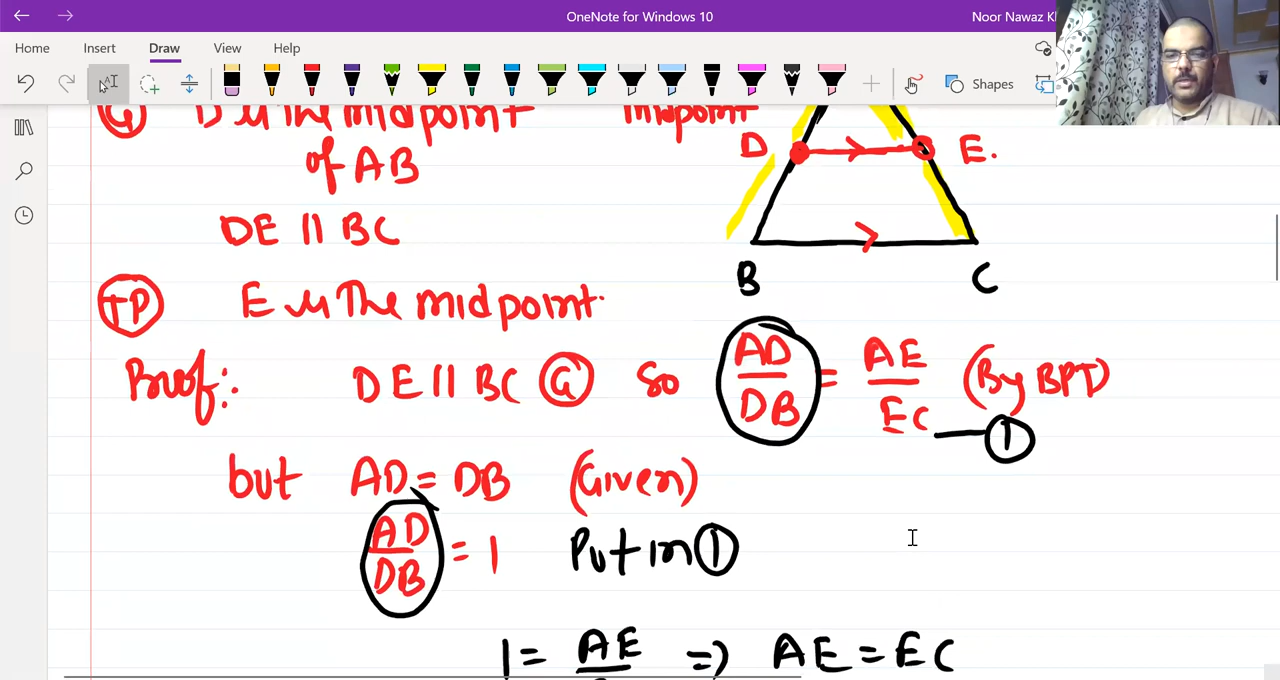 OneNote for Windows 10
Noor Nawaz Kh
Home Insert Draw View Help
Shapes
G D is the midpoint midpoint
of AB
D E.
DE || BC
B C
TP E is the midpoint.
Proof: DE || BC G So AD/DB = AE/EC (By BPT)
—1
but AD = DB (Given)
AD/DB = 1 Put in 1
1 = AE => AE = EC